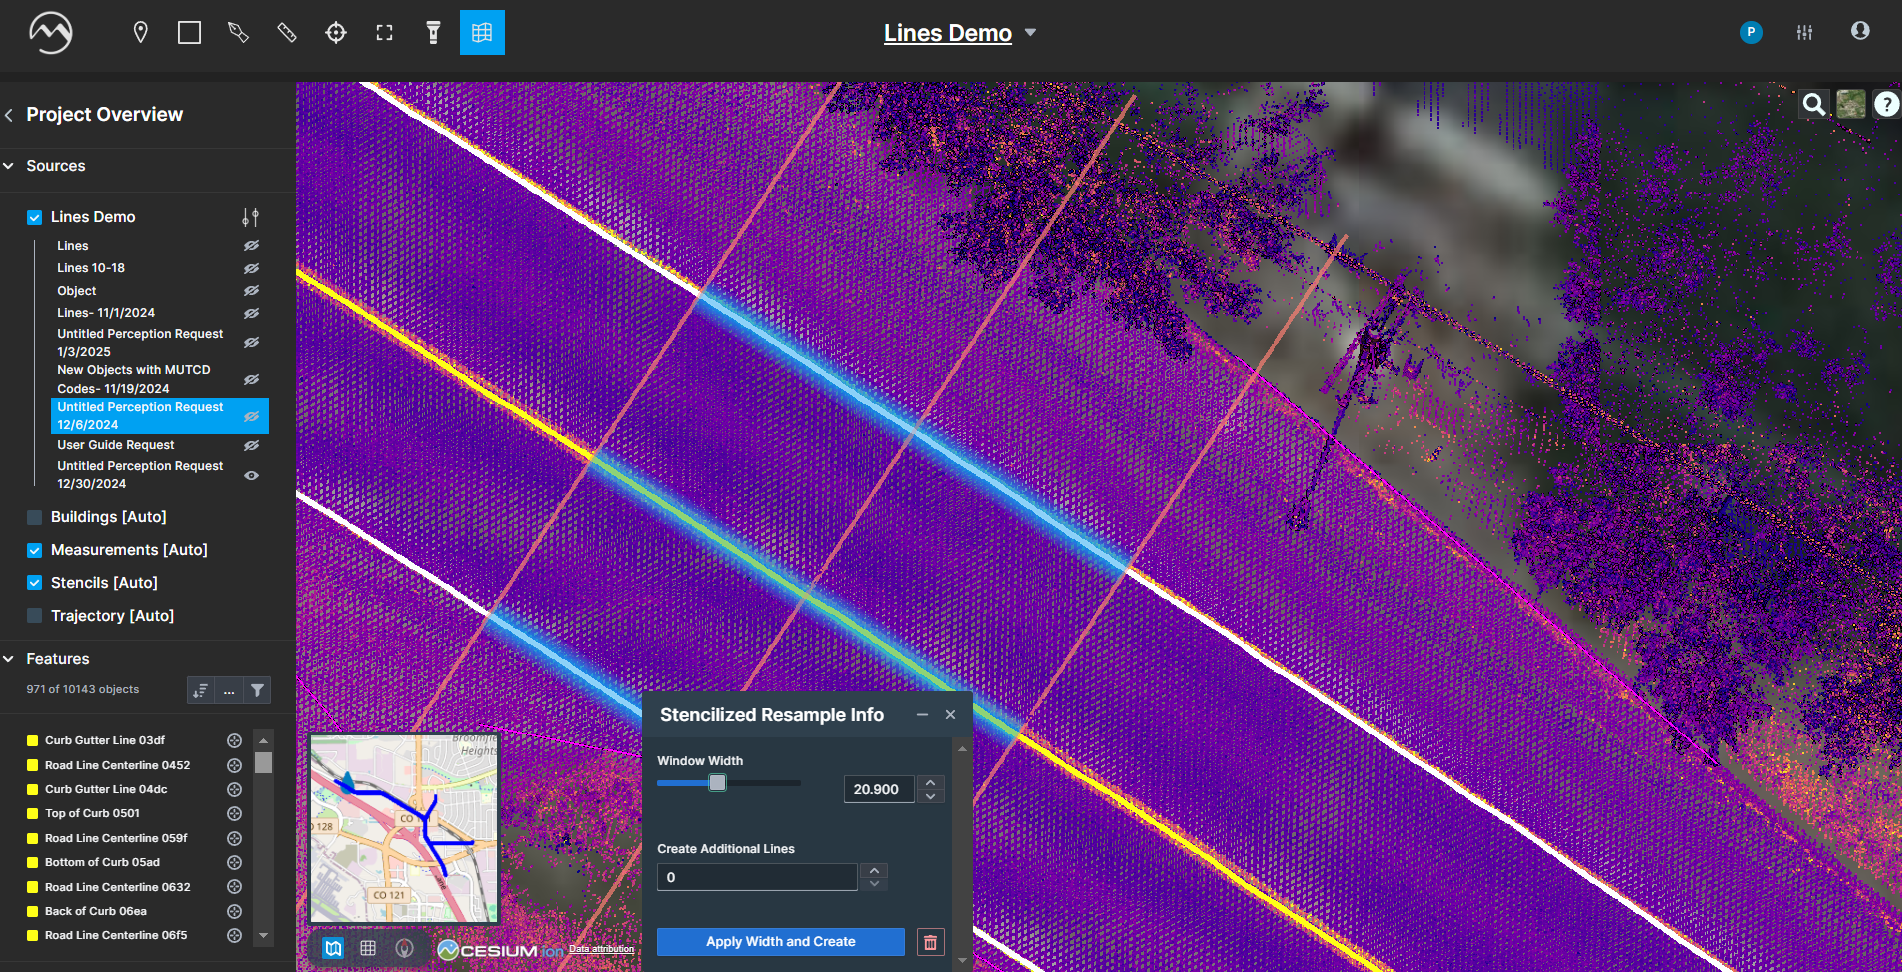 Lines Demo
P
?
Project Overview
Sources
Lines Demo
Lines
Lines 10-18
Object
Lines- 11/1/2024
Untitled Perception Request
1/3/2025
New Objects with MUTCD
Codes- 11/19/2024
Untitled Perception Request
12/6/2024
User Guide Request
Untitled Perception Request
12/30/2024
Buildings [Auto]
Measurements [Auto]
Stencils [Auto]
Trajectory [Auto]
Features
971 of 10143 objects
...
Curb Gutter Line 03df
Road Line Centerline 0452
Curb Gutter Line 04dc
Top of Curb 0501
Road Line Centerline 059f
Bottom of Curb 05ad
Road Line Centerline 0632
Back of Curb 06ea
Road Line Centerline 06f5
Heights
128
CO
CO 121
CESIUM ion
Data attribution
Stencilized Resample Info
Window Width
20.900
Create Additional Lines
0
Apply Width and Create